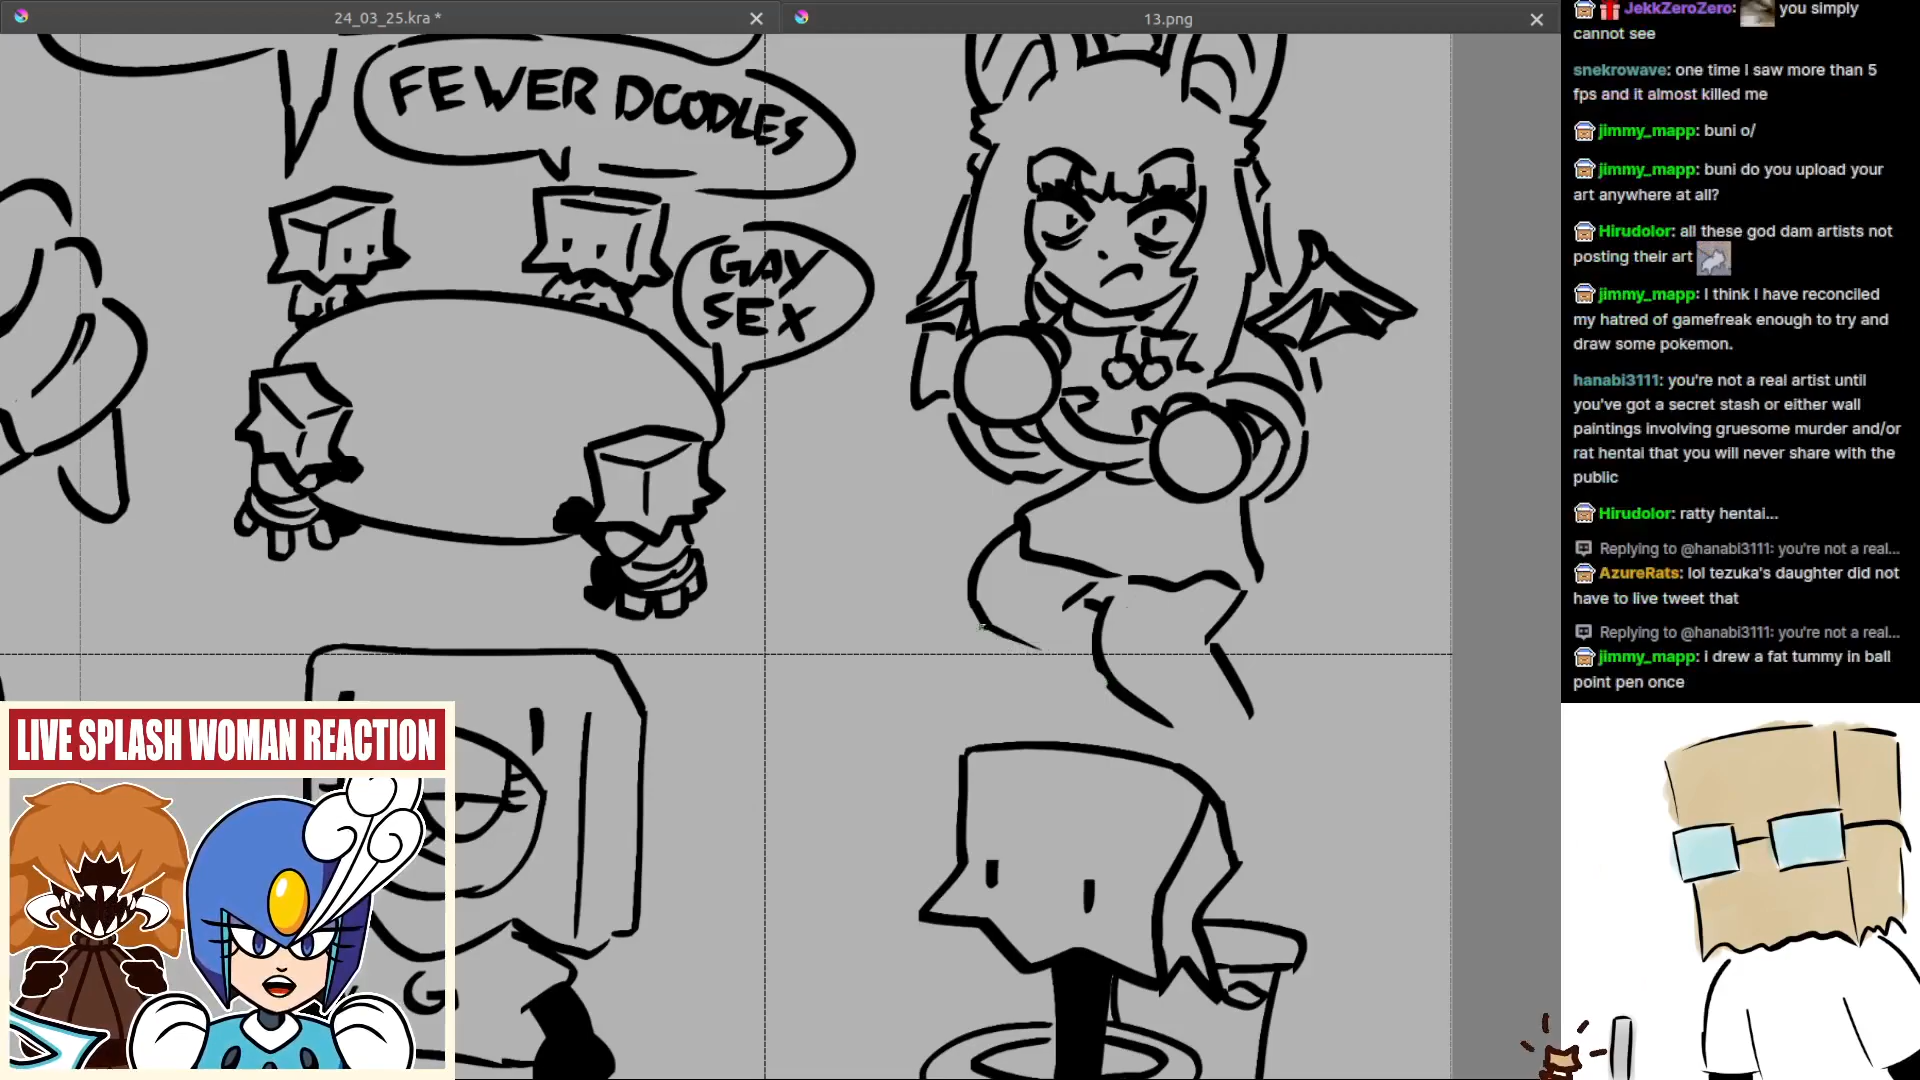 24_03_25.kra *
13.png
FEWER DOODLES
GAY
SEX
G
LIVE SPLASH WOMAN REACTION
JekkZeroZero: you simply
cannot see
snekrowave: one time I saw more than 5
fps and it almost killed me
jimmy_mapp: buni o/
jimmy_mapp: buni do you upload your
art anywhere at all?
Hirudolor: all these god dam artists not
posting their art
jimmy_mapp: I think I have reconciled
my hatred of gamefreak enough to try and
draw some pokemon.
hanabi3111: you're not a real artist until
you've got a secret stash or either wall
paintings involving gruesome murder and/or
rat hentai that you will never share with the
public
Hirudolor: ratty hentai...
Replying to @hanabi3111: you're not a real...
AzureRats: lol tezuka's daughter did not
have to live tweet that
Replying to @hanabi3111: you're not a real...
jimmy_mapp: i drew a fat tummy in ball
point pen once